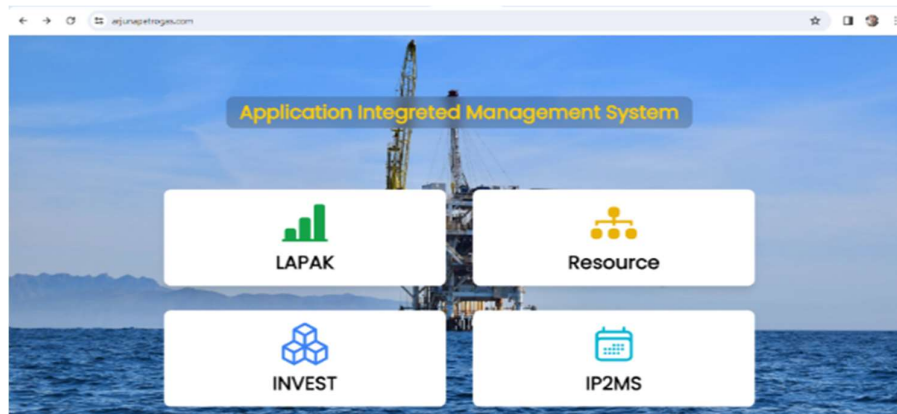 arjunapetrogas.com
Application Integreted Management System
LAPAK
Resource
INVEST
IP2MS